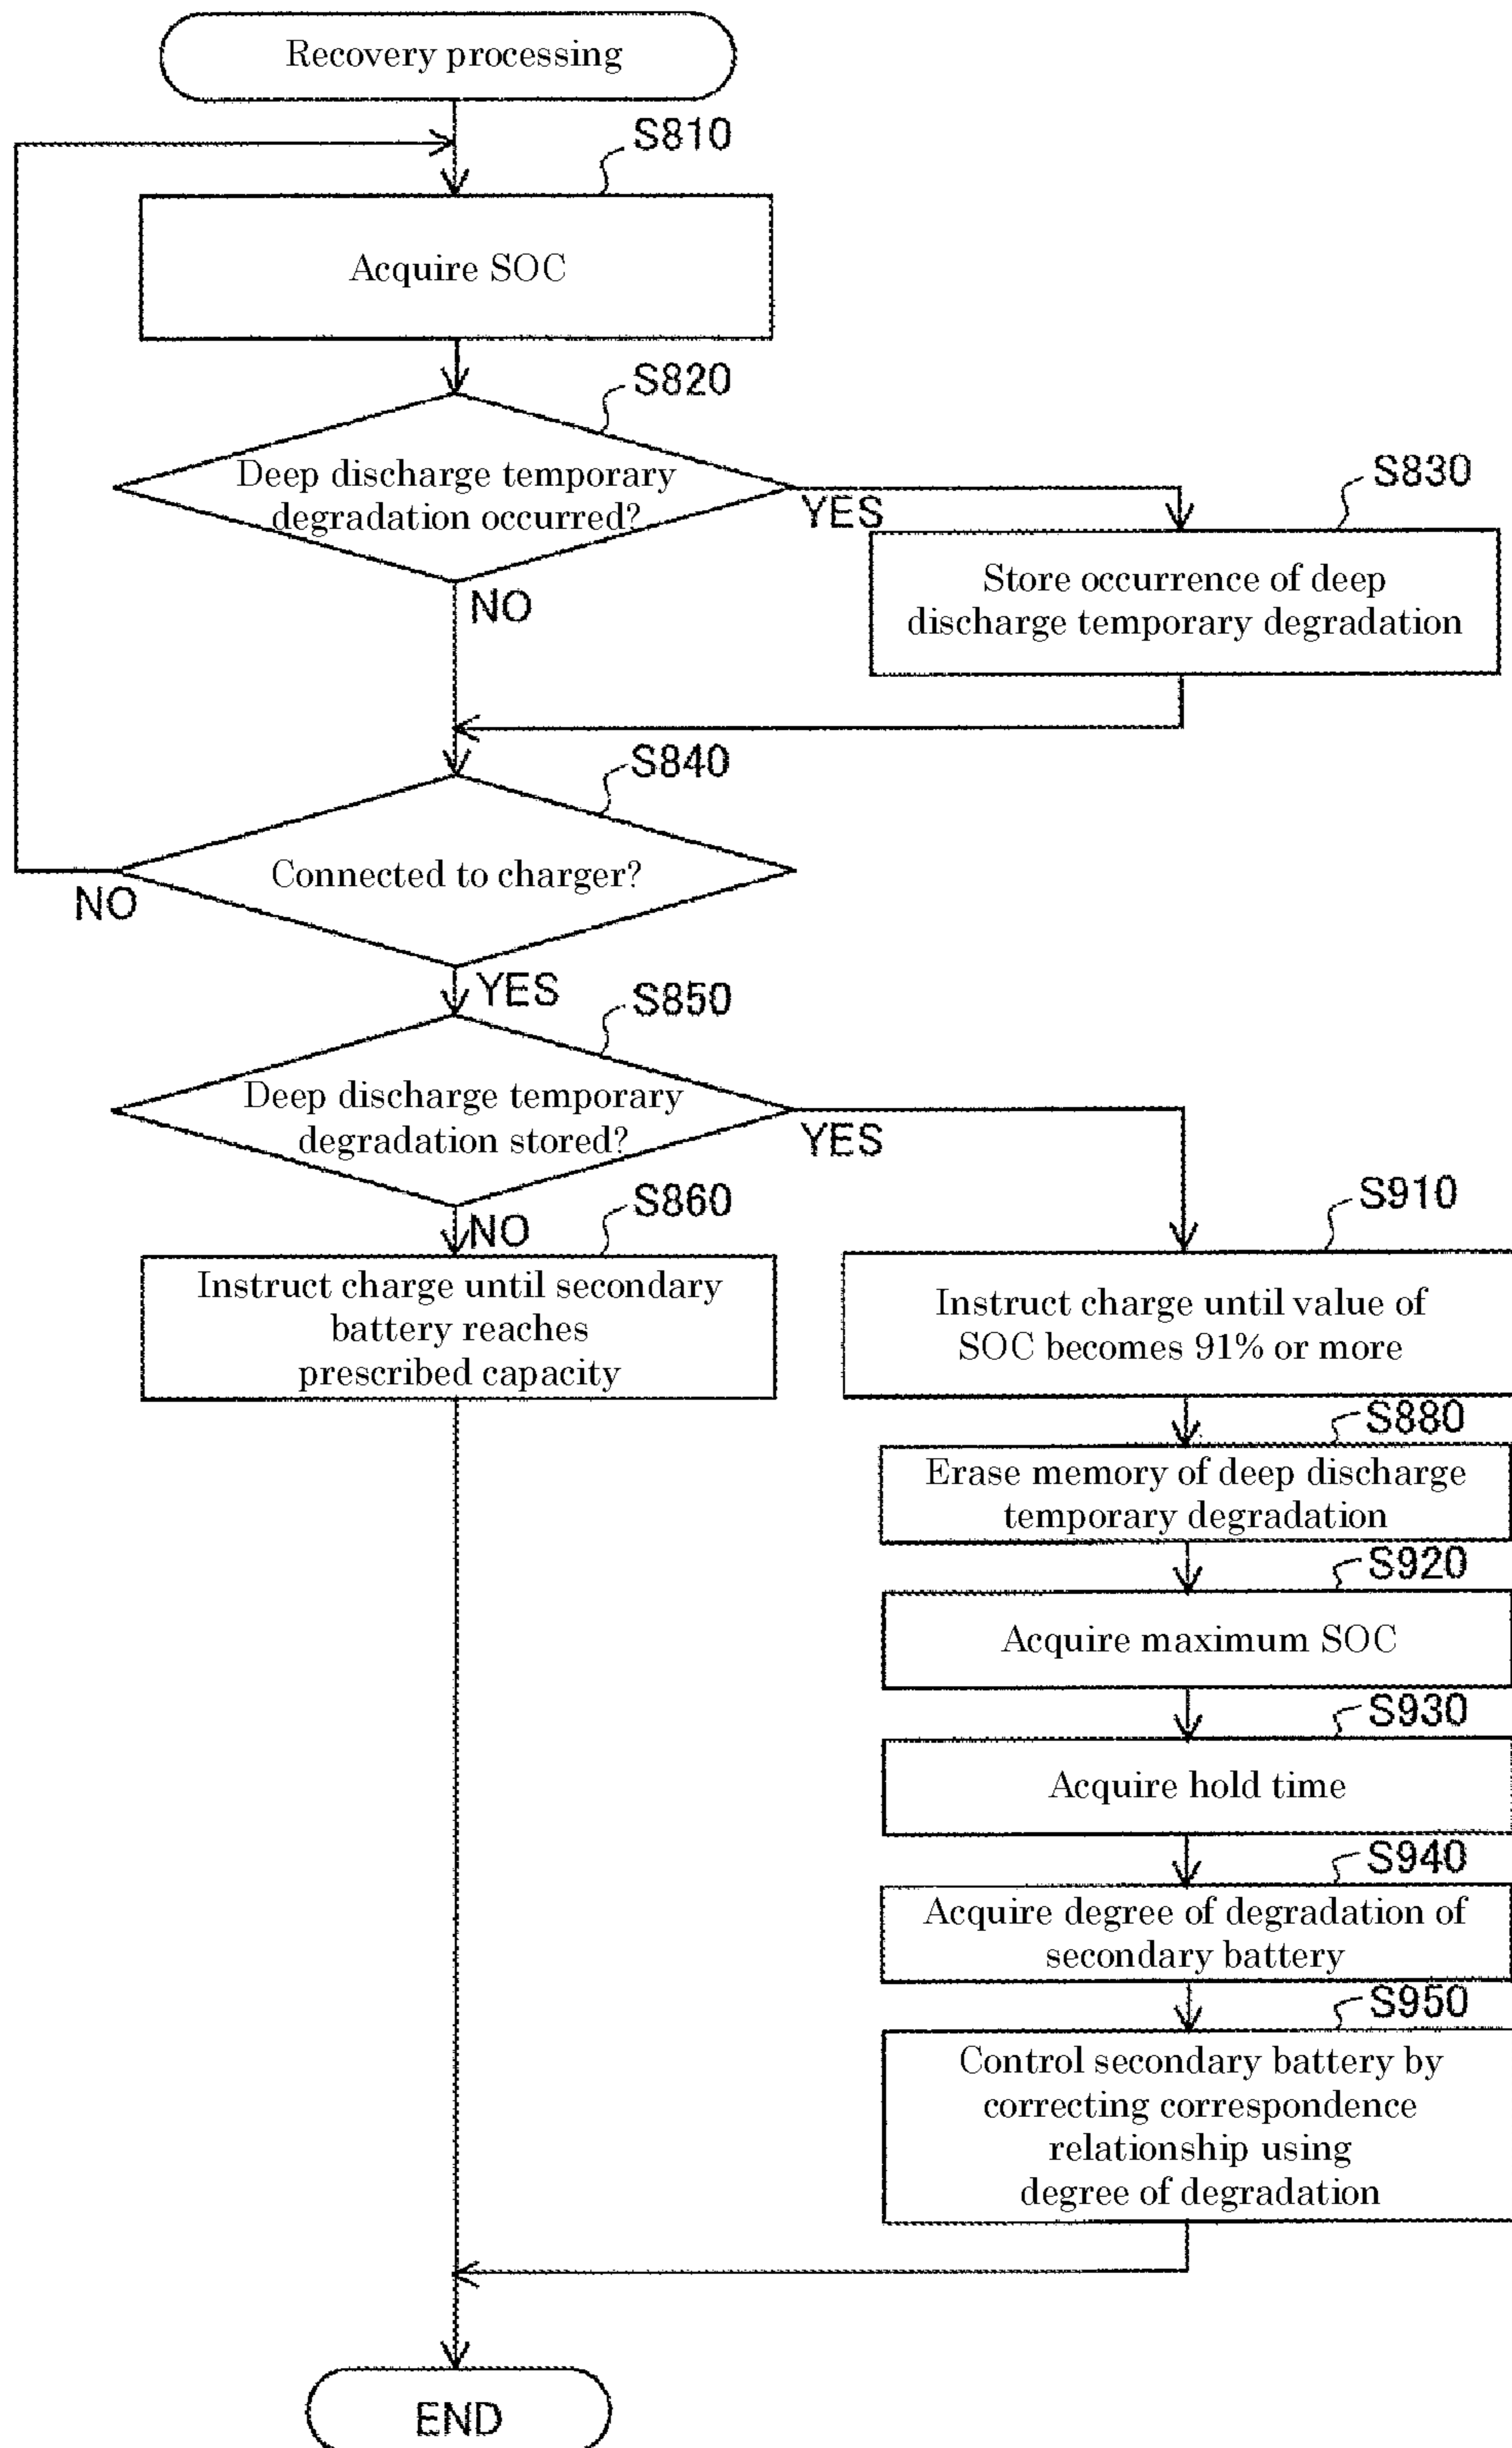 Recovery processing
S810
Acquire SOC
S820
Deep discharge temporary
degradation occurred?
YES
NO
S830
Store occurrence of deep
discharge temporary degradation
S840
Connected to charger?
NO
YES
S850
Deep discharge temporary
degradation stored?
YES
NO
S860
Instruct charge until secondary
battery reaches
prescribed capacity
S910
Instruct charge until value of
SOC becomes 91% or more
S880
Erase memory of deep discharge
temporary degradation
S920
Acquire maximum SOC
S930
Acquire hold time
S940
Acquire degree of degradation of
secondary battery
S950
Control secondary battery by
correcting correspondence
relationship using
degree of degradation
END